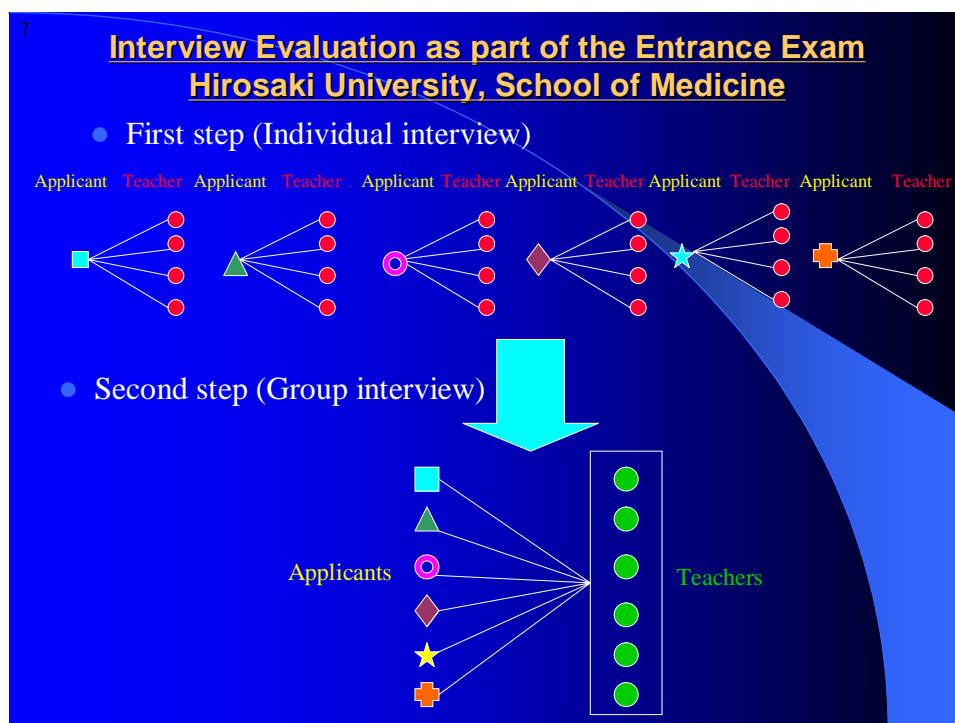 7
Interview Evaluation as part of the Entrance Exam
Hirosaki University, School of Medicine
First step (Individual interview)
Applicant Teacher Applicant Teacher Applicant Teacher Applicant Teacher Applicant Teacher Applicant Teacher
Second step (Group interview)
Applicants Teachers